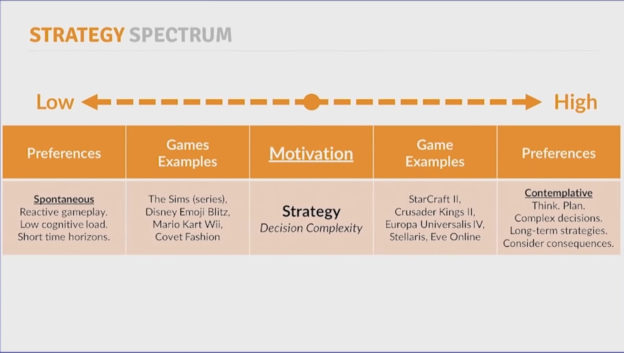 STRATEGY SPECTRUM
Low
High
Preferences
Games
Examples
Motivation
Game
Examples
Preferences
Spontaneous
Reactive gameplay.
Low cognitive load.
Short time horizons.
The Sims (series),
Disney Emoji Blitz,
Mario Kart Wii,
Covet Fashion
Strategy
Decision Complexity
StarCraft II,
Crusader Kings II,
Europa Universalis IV,
Stellaris, Eve Online
Contemplative
Think. Plan.
Complex decisions.
Long-term strategies.
Consider consequences.